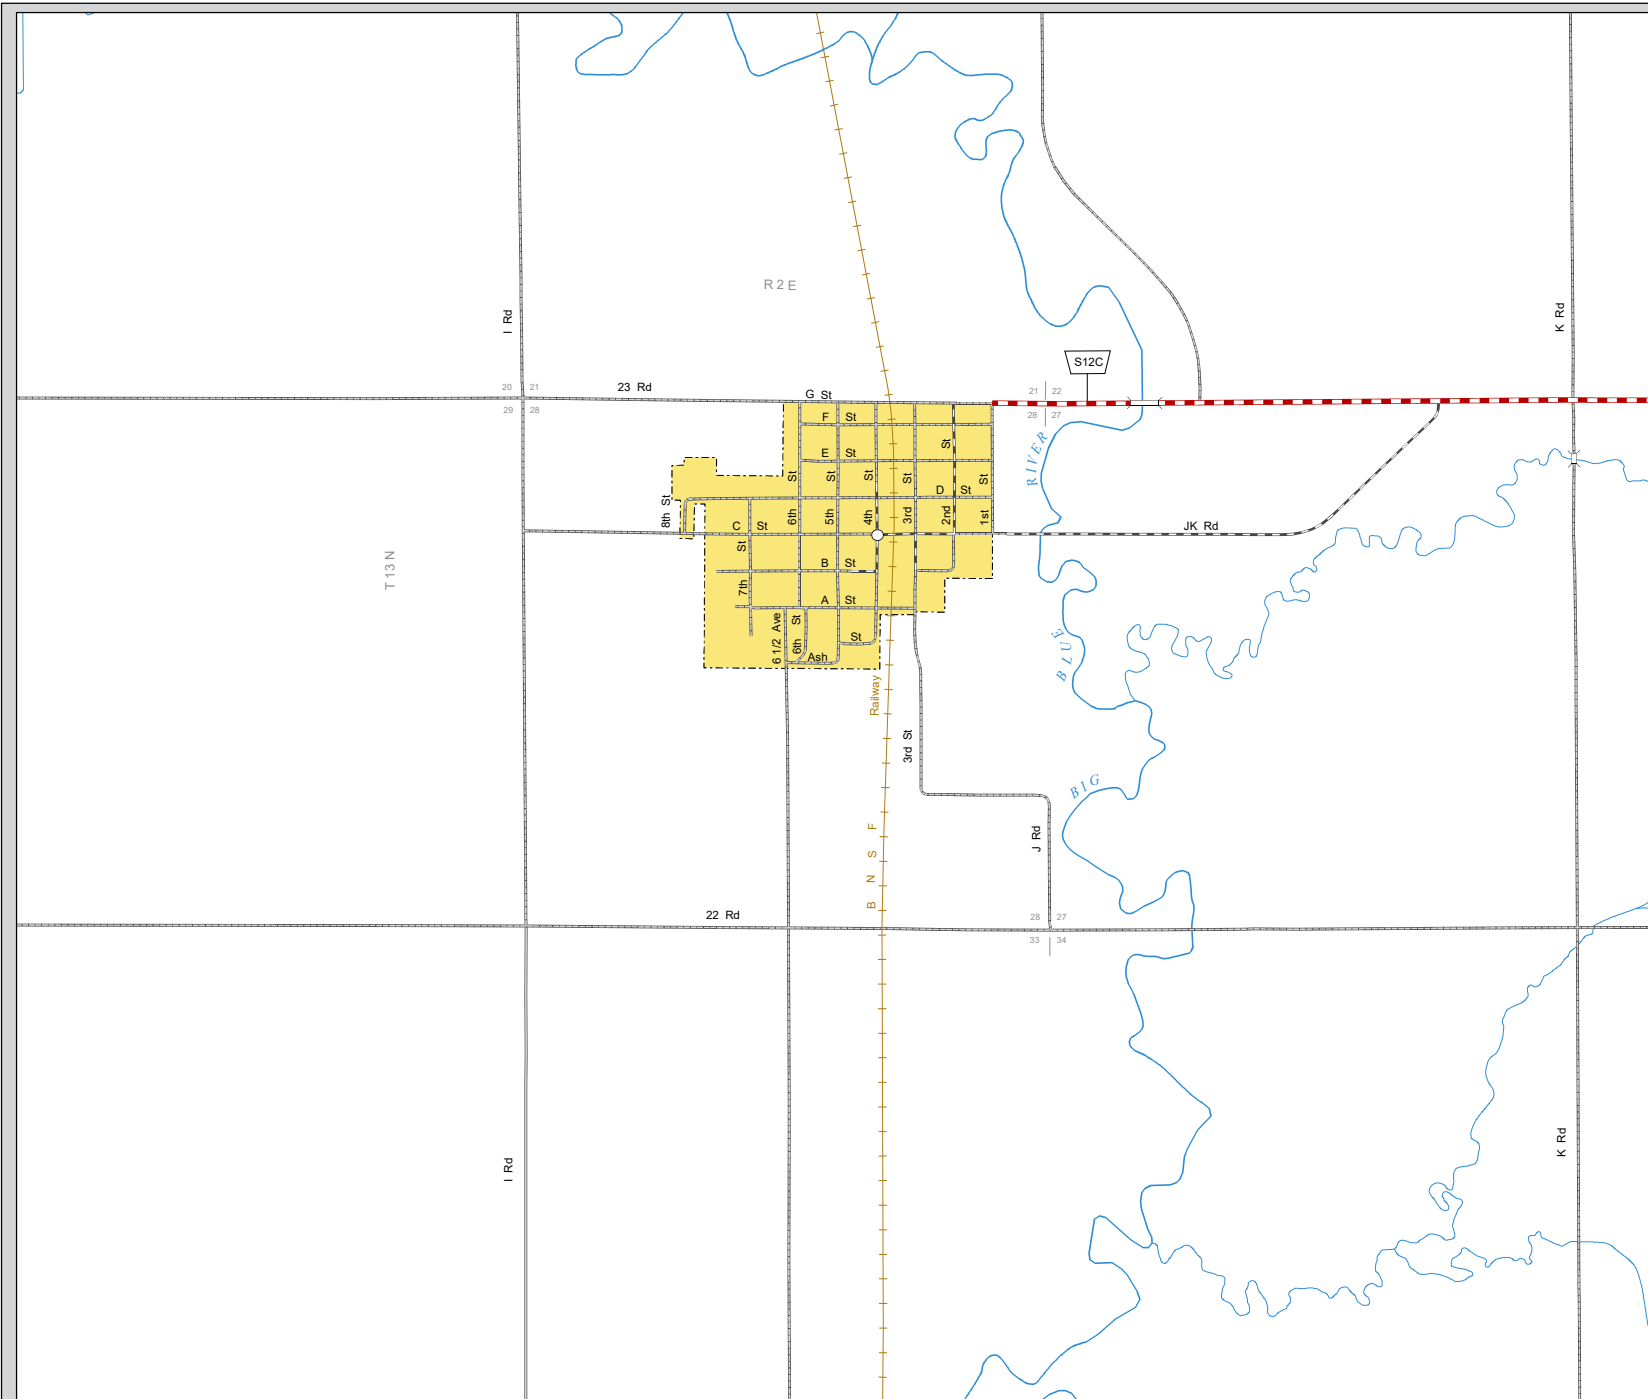 R 2 E
I Rd
K Rd
S12C
20 21
29 28
23 Rd
G St
21 22
28 27
F St
E St
D St
C St
B St
A St
St
Ash
8th St
7th St
6th St
5th St
4th St
3rd St
2nd St
1st St
6 1/2 Ave
6th St
JK Rd
T 13 N
BIG BLUE RIVER
3rd St
J Rd
B N S F Railway
22 Rd
28 27
33 34
I Rd
K Rd